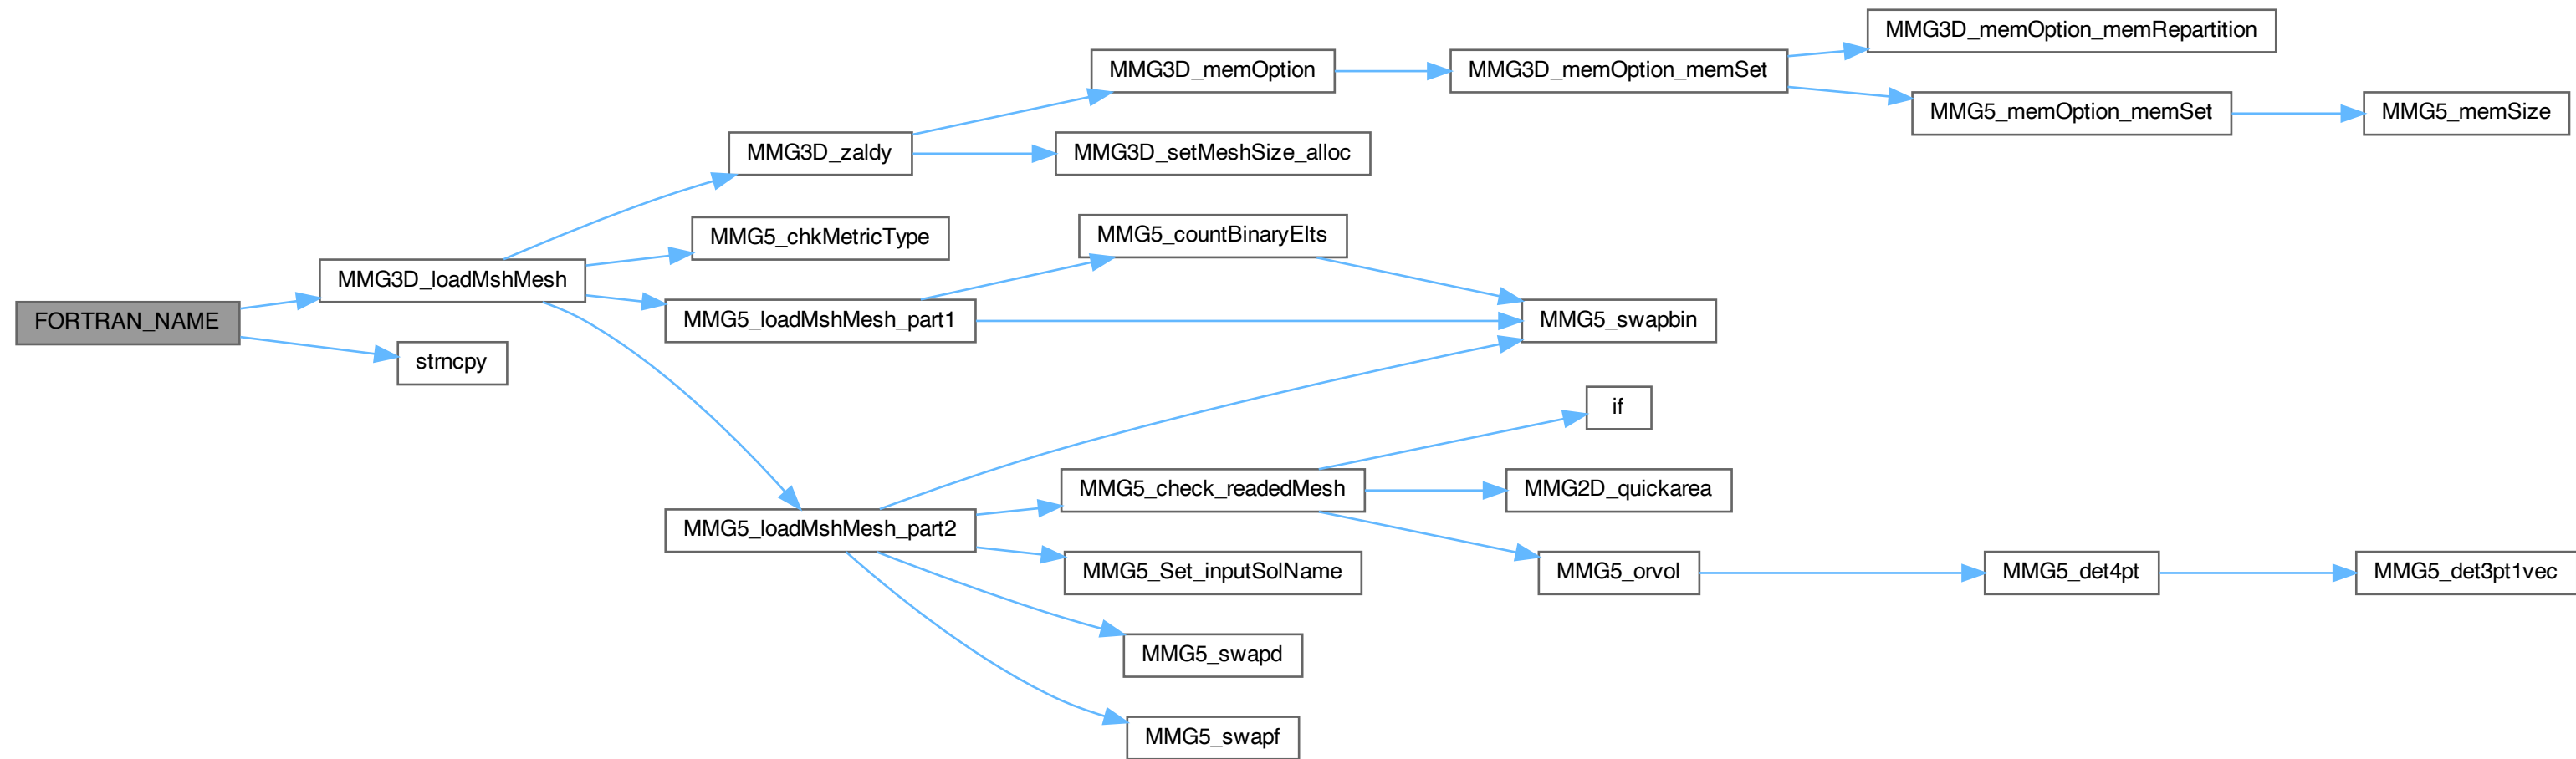 FORTRAN_NAME
MMG3D_loadMshMesh
strncpy
MMG3D_zaldy
MMG5_chkMetricType
MMG5_loadMshMesh_part1
MMG5_loadMshMesh_part2
MMG3D_memOption
MMG3D_setMeshSize_alloc
MMG5_countBinaryElts
MMG5_check_readedMesh
MMG5_Set_inputSolName
MMG5_swapd
MMG5_swapf
MMG3D_memOption_memSet
MMG5_swapbin
if
MMG2D_quickarea
MMG5_orvol
MMG3D_memOption_memRepartition
MMG5_memOption_memSet
MMG5_det4pt
MMG5_memSize
MMG5_det3pt1vec